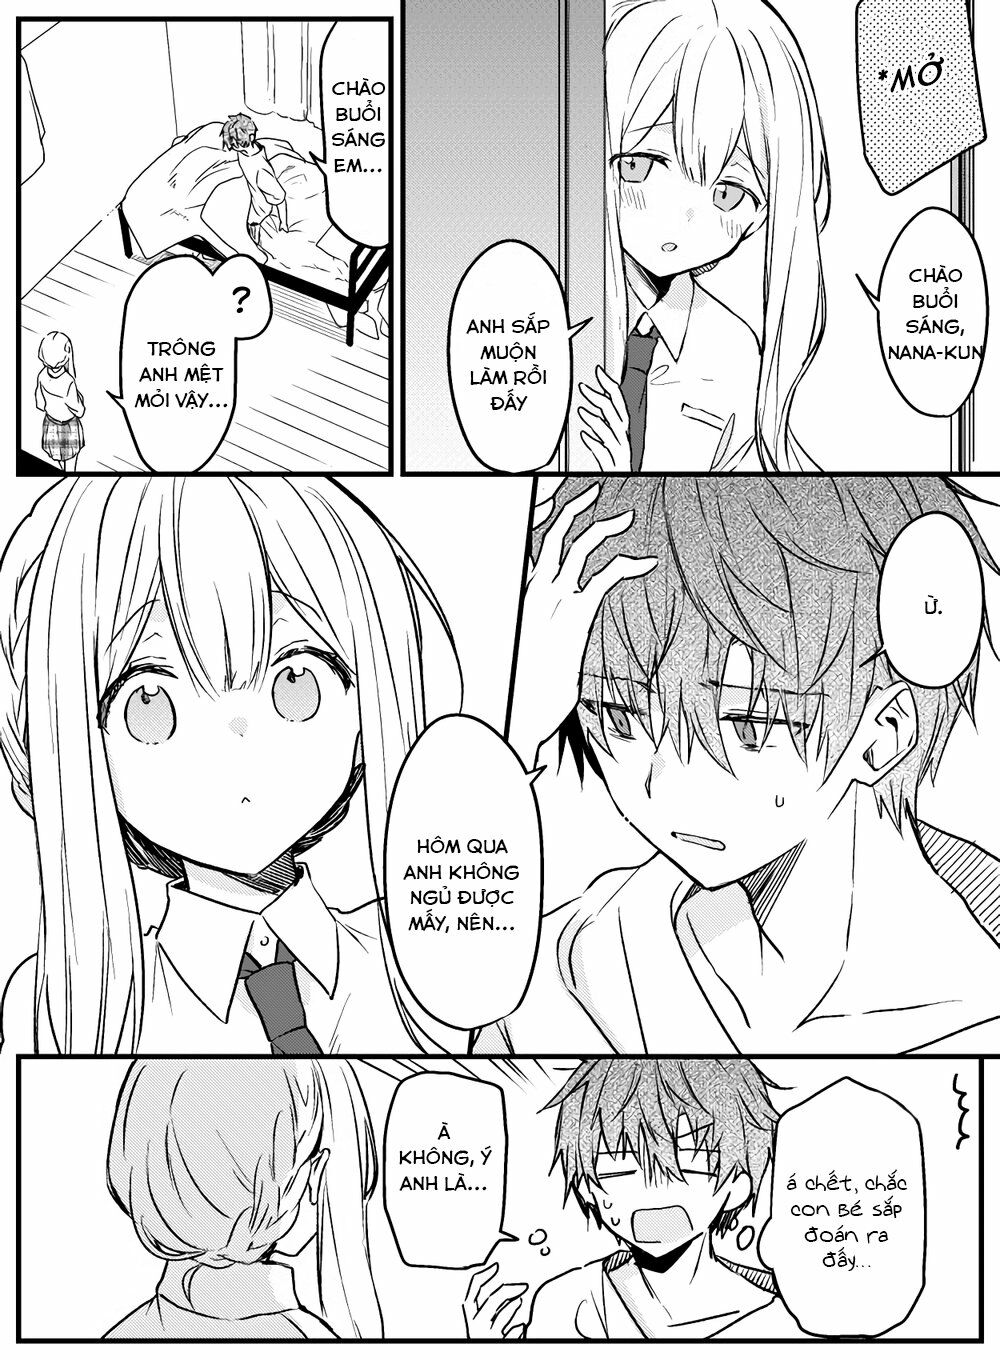 *MỞ
CHÀO
BUỔI
SÁNG,
NANA-KUN
ANH SẮP
MUỘN
LÀM RỒI
ĐẤY
CHÀO
BUỔI
SÁNG
EM...
?
TRÔNG
ANH MỆT
MỎI VẬY...
Ừ.
HÔM QUA
ANH KHÔNG
NGỦ ĐƯỢC
MẤY, NÊN...
Á CHẾT, CHẮC
CON BÉ SẮP
ĐOÁN RA
ĐẤY...
À
KHÔNG, Ý
ANH LÀ...